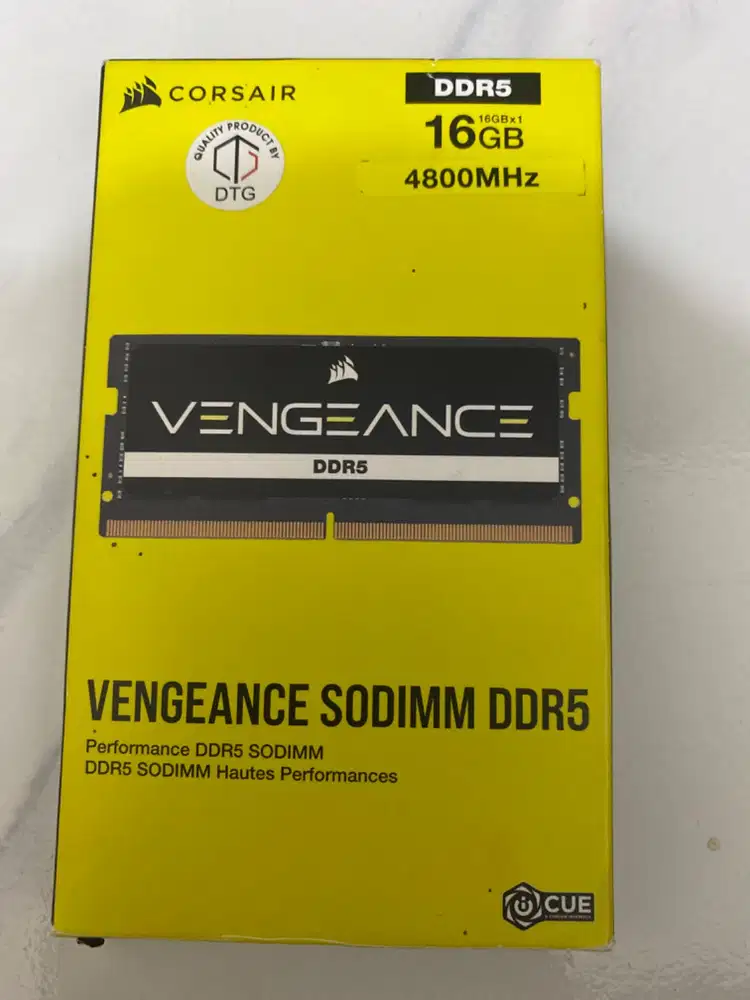 CORSAIR
DDR5
16GBx1
16GB
4800MHz
QUALITY PRODUCT BY
DTG
VENGEANCE
DDR5
VENGEANCE SODIMM DDR5
Performance DDR5 SODIMM
DDR5 SODIMM Hautes Performances
iCUE